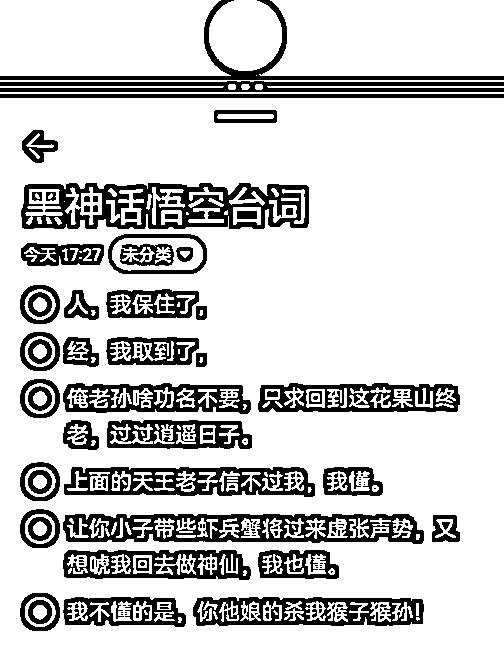 黑神话悟空台词
今天 17:27 未分类
人，我保住了，
经，我取到了，
俺老孙啥功名不要，只求回到这花果山终
老，过过逍遥日子。
上面的天王老子信不过我，我懂。
让你小子带些虾兵蟹将过来虚张声势，又
想唬我回去做神仙，我也懂。
我不懂的是，你他娘的杀我猴子猴孙！